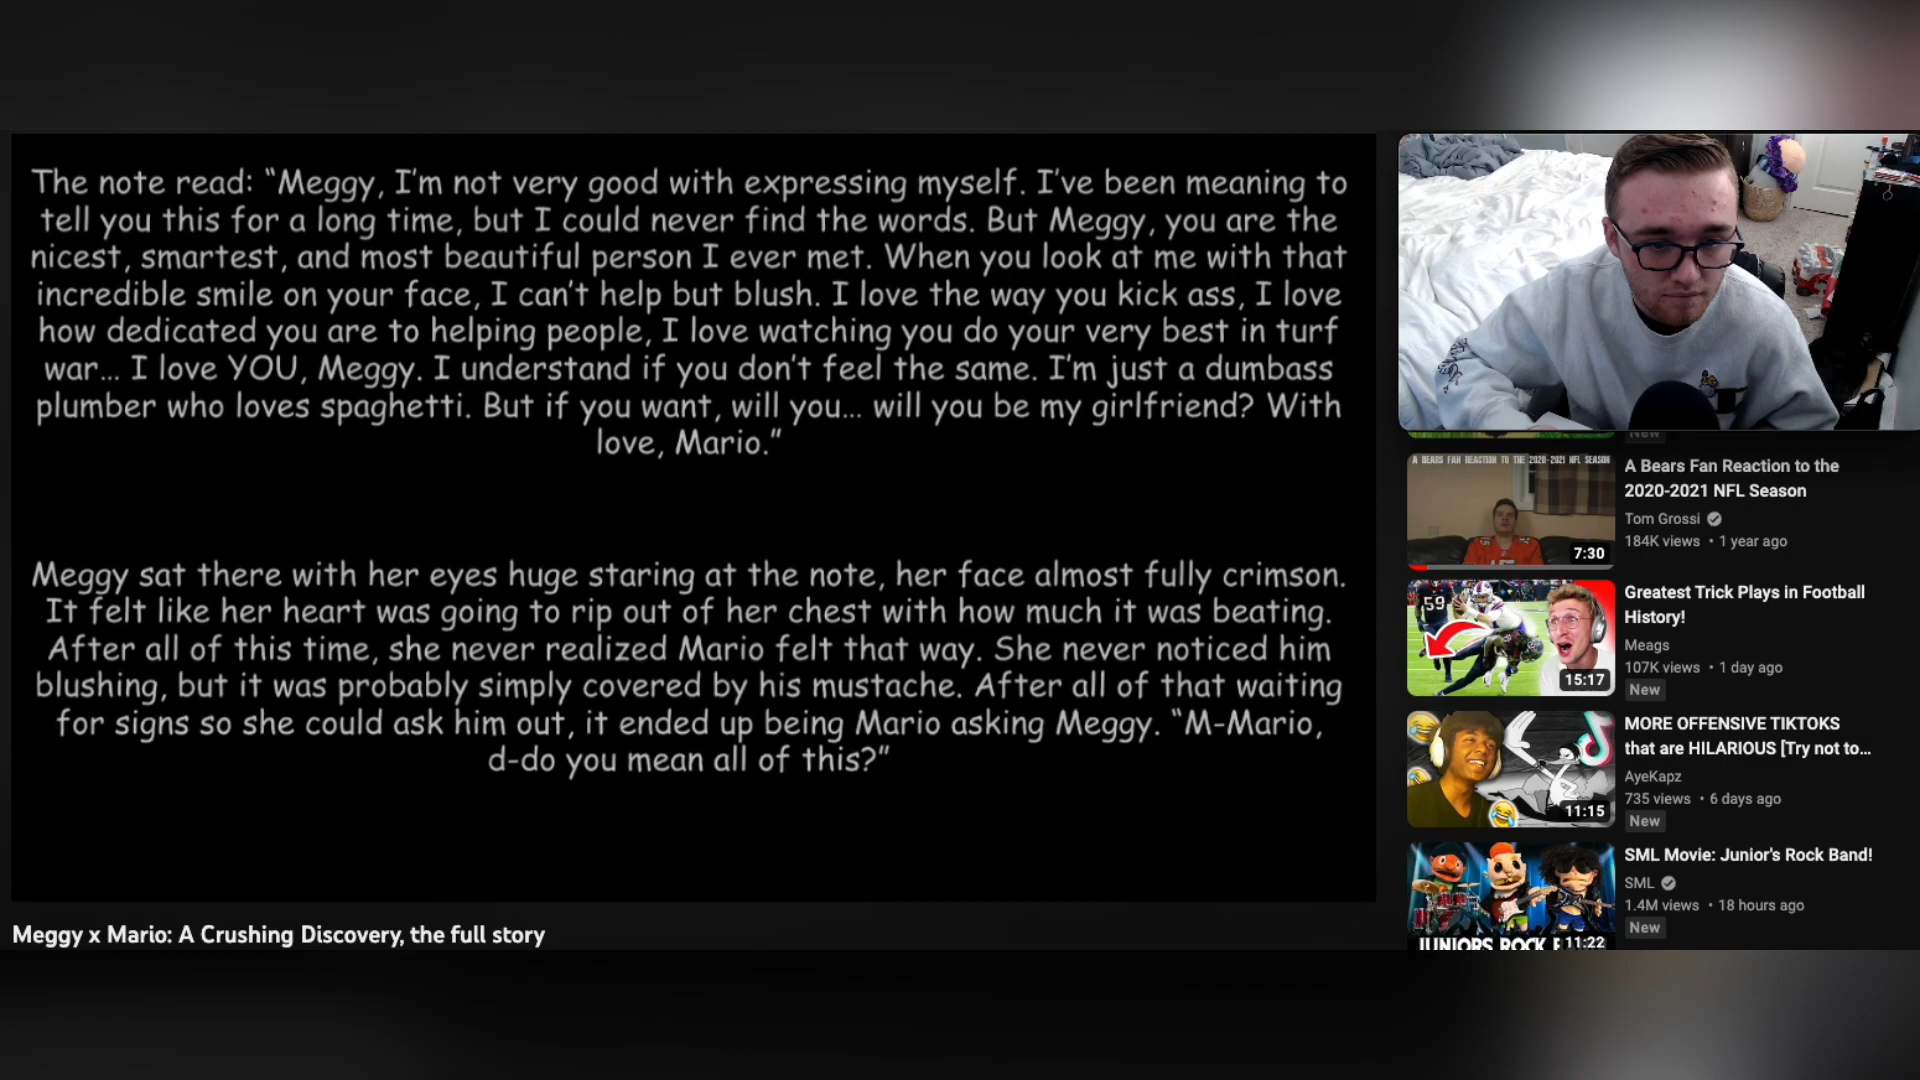 The note read: “Meggy, I’m not very good with expressing myself. I’ve been meaning to
tell you this for a long time, but I could never find the words. But Meggy, you are the
nicest, smartest, and most beautiful person I ever met. When you look at me with that
incredible smile on your face, I can’t help but blush. I love the way you kick ass, I love
how dedicated you are to helping people, I love watching you do your very best in turf
war... I love YOU, Meggy. I understand if you don’t feel the same. I’m just a dumbass
plumber who loves spaghetti. But if you want, will you... will you be my girlfriend? With
love, Mario.”
Meggy sat there with her eyes huge staring at the note, her face almost fully crimson.
It felt like her heart was going to rip out of her chest with how much it was beating.
After all of this time, she never realized Mario felt that way. She never noticed him
blushing, but it was probably simply covered by his mustache. After all of that waiting
for signs so she could ask him out, it ended up being Mario asking Meggy. “M-Mario,
d-do you mean all of this?”
Meggy x Mario: A Crushing Discovery, the full story
New
A BEARS FAN REACTION TO THE 2020-2021 NFL SEASON
7:30
A Bears Fan Reaction to the
2020-2021 NFL Season
Tom Grossi
184K views • 1 year ago
59
15:17
Greatest Trick Plays in Football
History!
Meags
107K views • 1 day ago
New
11:15
MORE OFFENSIVE TIKTOKS
that are HILARIOUS [Try not to...
AyeKapz
735 views • 6 days ago
New
JUNIORS ROCK
11:22
SML Movie: Junior's Rock Band!
SML
1.4M views • 18 hours ago
New